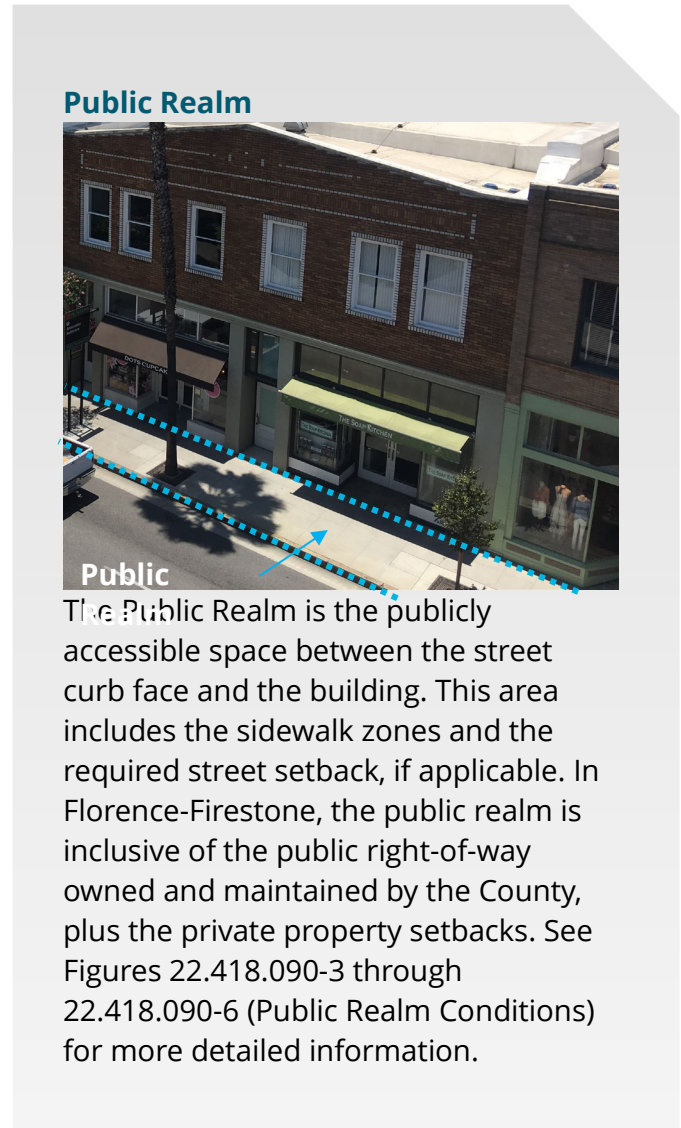 Public Realm
DOTS CUPCAK
THE SOAP KITCHEN
Public
Realm
The Public Realm is the publicly
accessible space between the street
curb face and the building. This area
includes the sidewalk zones and the
required street setback, if applicable. In
Florence-Firestone, the public realm is
inclusive of the public right-of-way
owned and maintained by the County,
plus the private property setbacks. See
Figures 22.418.090-3 through
22.418.090-6 (Public Realm Conditions)
for more detailed information.